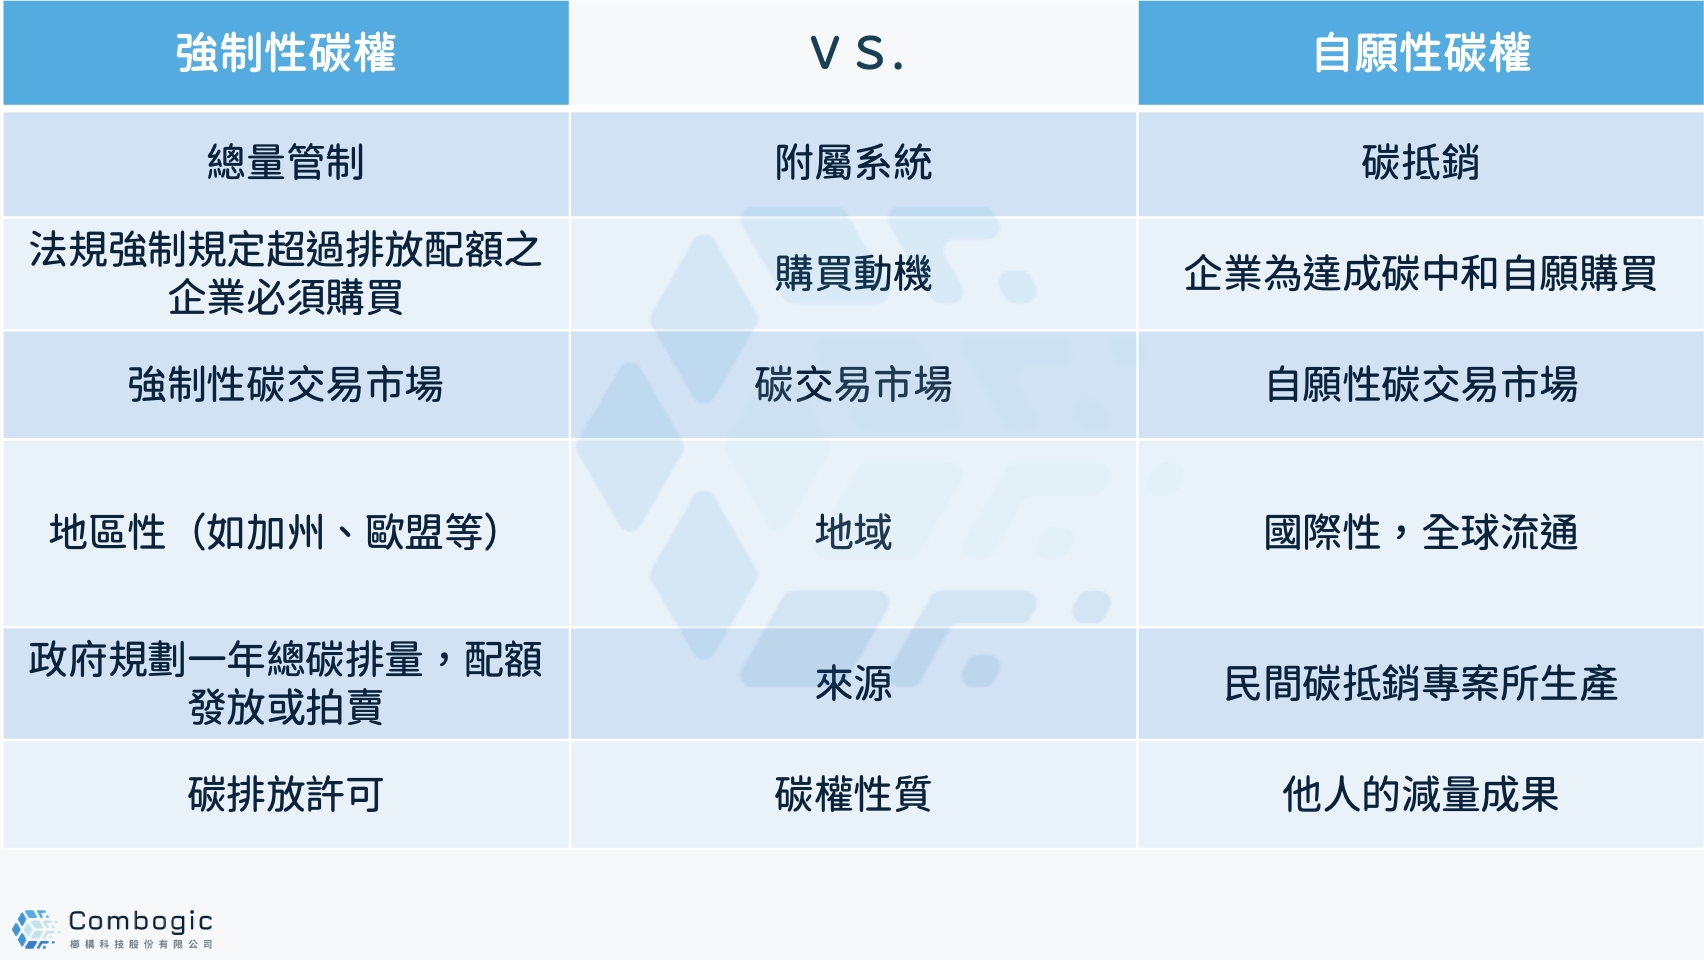 強制性碳權
VS.
自願性碳權
總量管制
附屬系統
碳抵銷
法規強制規定超過排放配額之
企業必須購買
購買動機
企業為達成碳中和自願購買
強制性碳交易市場
碳交易市場
自願性碳交易市場
地區性（如加州、歐盟等）
地域
國際性，全球流通
政府規劃一年總碳排量，配額
發放或拍賣
來源
民間碳抵銷專案所生產
碳排放許可
碳權性質
他人的減量成果
Combogic
櫛構科技股份有限公司